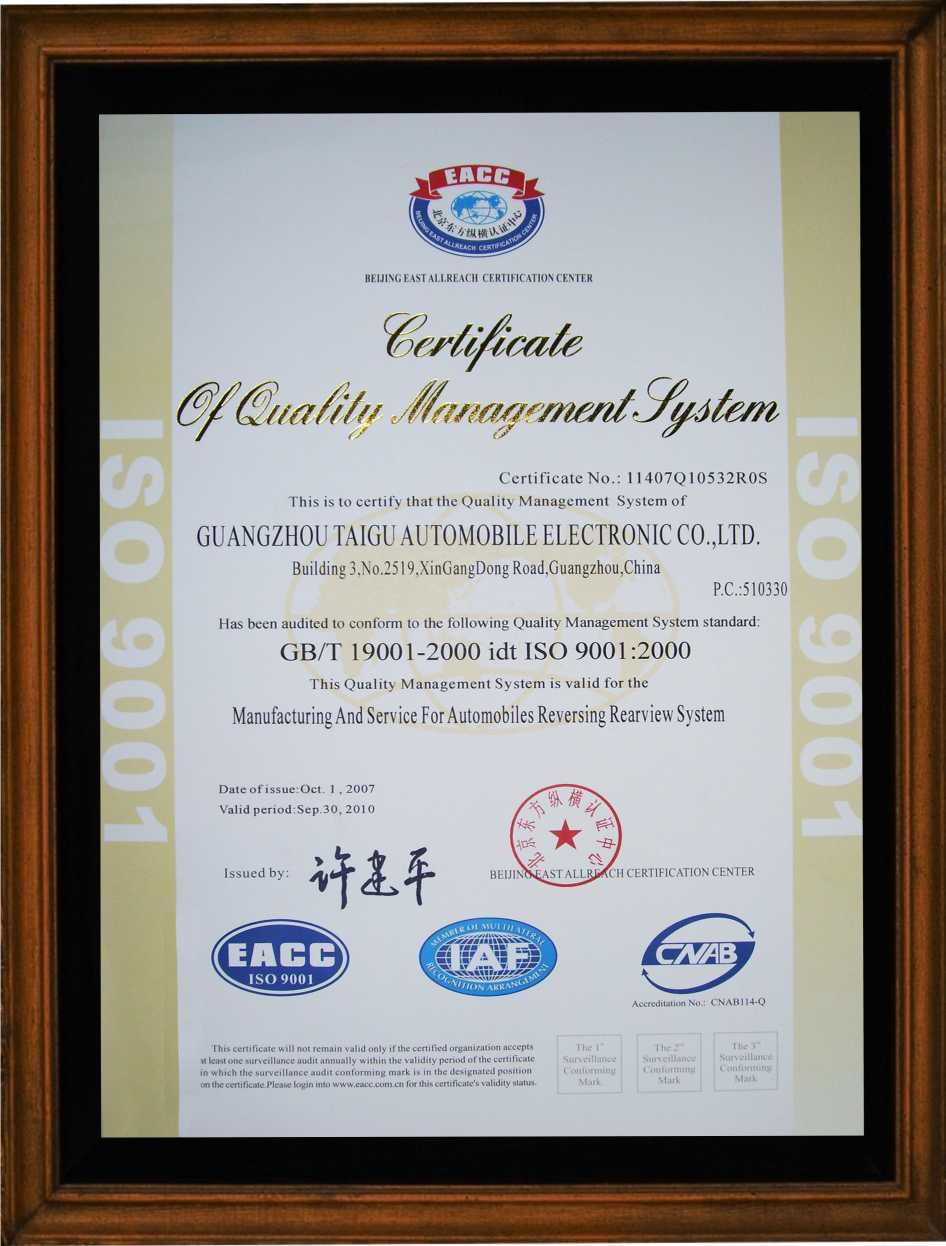 EACC
北京东方纵横认证中心
BEIJING EAST ALLREACH CERTIFICATION CENTER
BEIJING EAST ALLREACH CERTIFICATION CENTER
Certificate
Of Quality Management System
ISO 9001
ISO 9001
Certificate No.: 11407Q10532R0S
This is to certify that the Quality Management System of
GUANGZHOU TAIGU AUTOMOBILE ELECTRONIC CO.,LTD.
Building 3,No.2519,XinGangDong Road,Guangzhou,China
P.C.:510330
Has been audited to conform to the following Quality Management System standard:
GB/T 19001-2000 idt ISO 9001:2000
This Quality Management System is valid for the
Manufacturing And Service For Automobiles Reversing Rearview System
Date of issue:Oct. 1 , 2007
Valid period:Sep.30, 2010
北京东方纵横认证中心
Issued by:
许建平
BEIJING EAST ALLREACH CERTIFICATION CENTER
EACC
ISO 9001
MEMBER OF MULTILATERAL
IAF
RECOGNITION ARRANGEMENT
CNAB
Accreditation No.: CNAB114-Q
This certificate will not remain valid only if the certified organization accepts
at least one surveillance audit annually within the validity period of the certificate
in which the surveillance audit conforming mark is in the designated position
on the certificate.Please login into www.eacc.com.cn for this certificate's validity status.
The 1st
Surveillance
Conforming
Mark
The 2nd
Surveillance
Conforming
Mark
The 3rd
Surveillance
Conforming
Mark